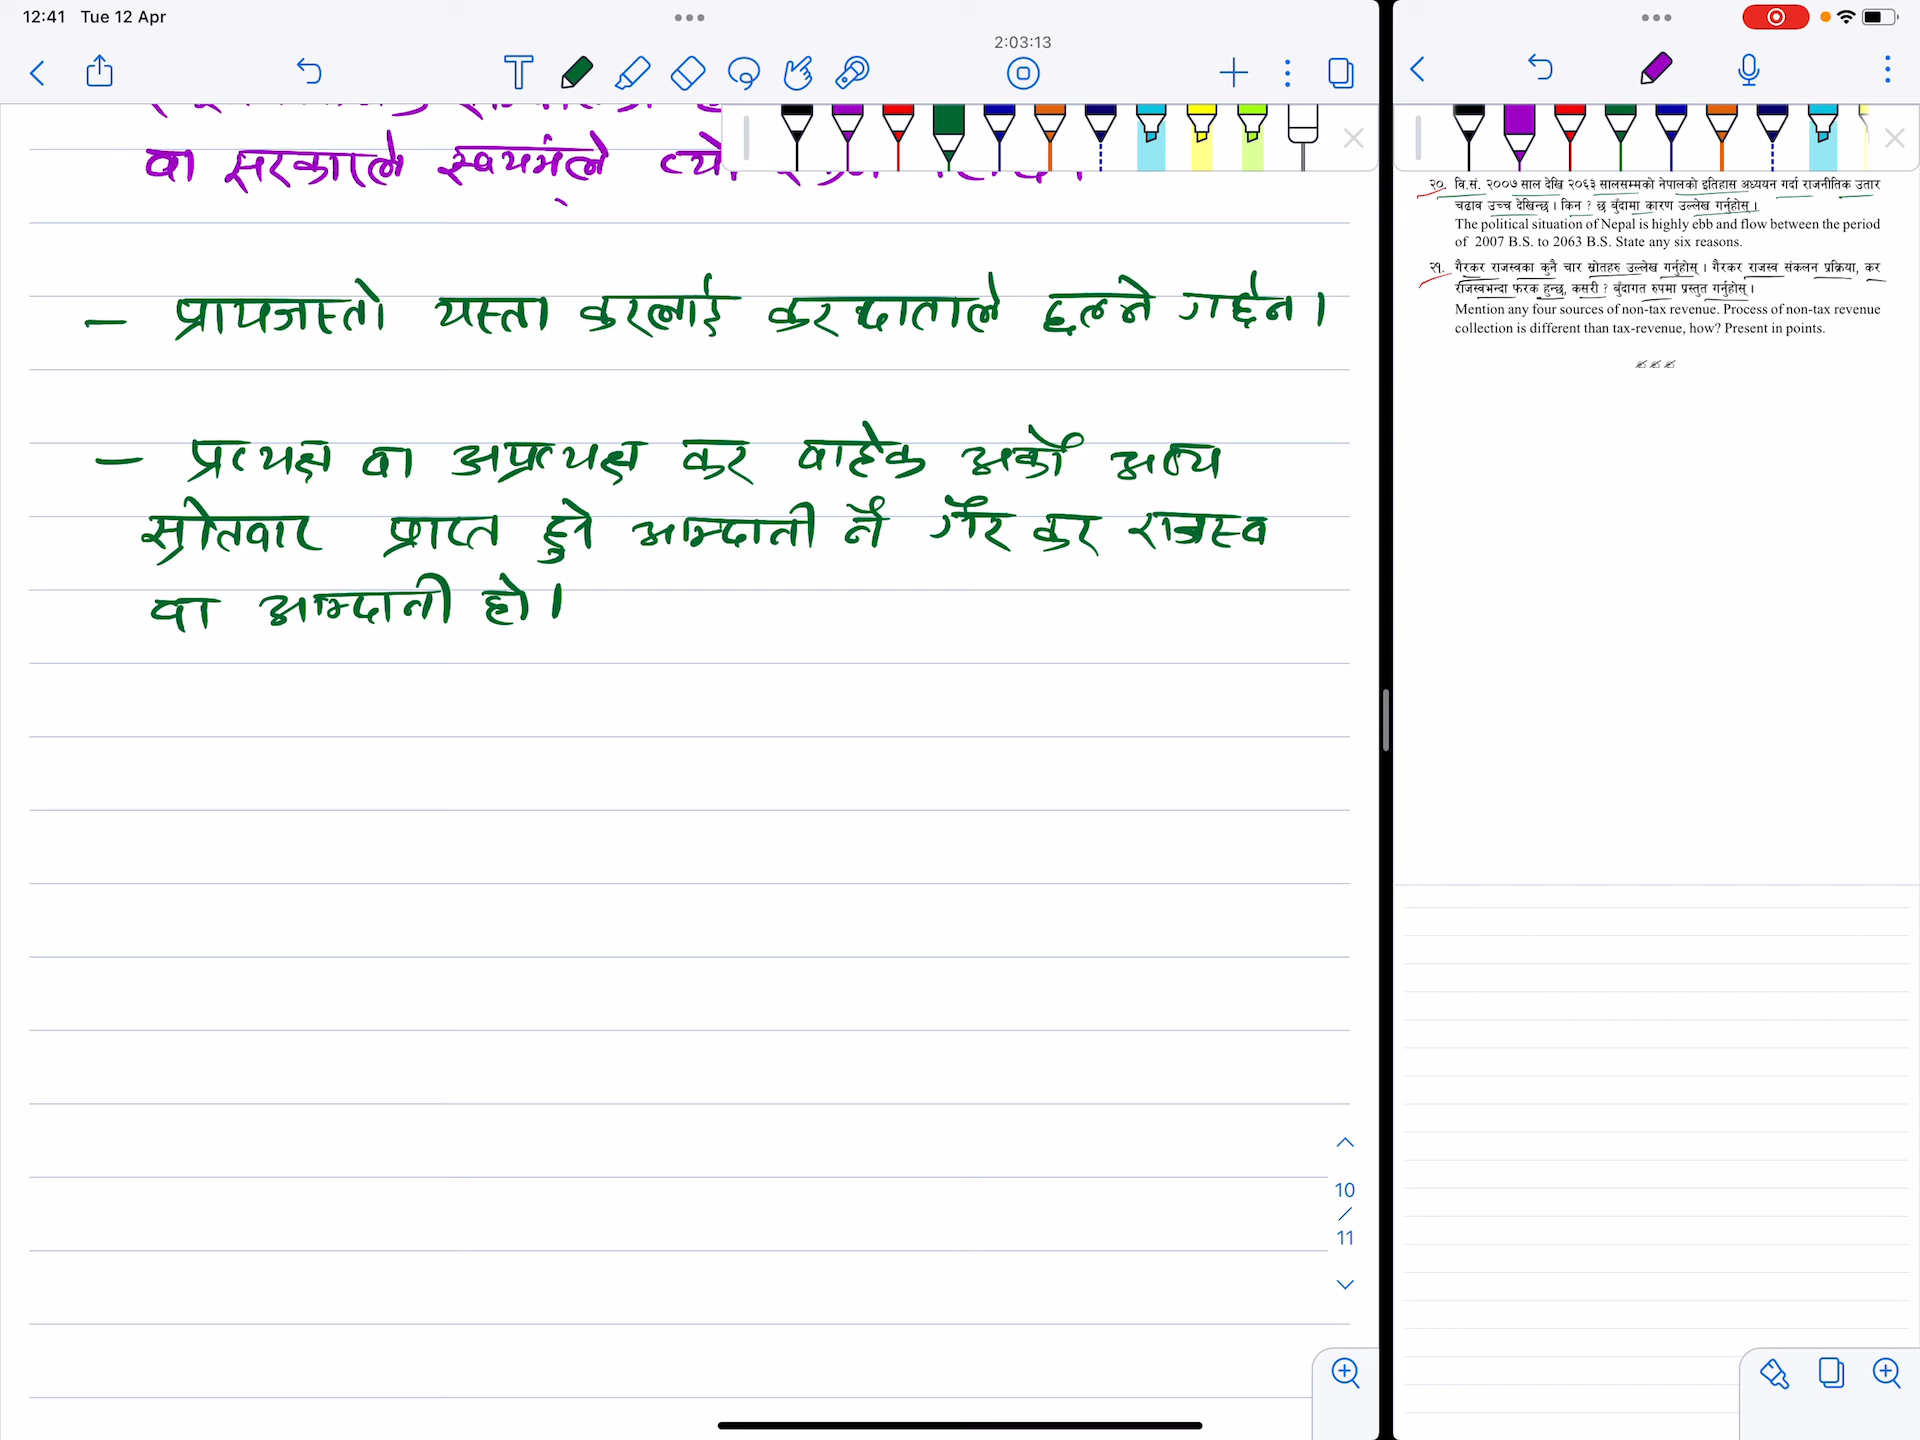 12:41 Tue 12 Apr
2:03:13
वा सरकारले स्वयमंले त्यो
– प्रायजस्तो यस्ता करलाई करदाताले छल्ने गर्दैन।
– प्रत्यक्ष वा अप्रत्यक्ष कर वाहेक अर्को अन्य
स्रोतवाट प्राप्त हुने आम्दानी नै गैर कर राजस्व
वा आम्दानी हो।
10
/
11
२०. वि.सं. २००७ साल देखि २०६३ सालसम्मको नेपालको इतिहास अध्ययन गर्दा राजनीतिक उतार
चढाव उच्च देखिन्छ । किन ? छ बुँदामा कारण उल्लेख गर्नुहोस् ।
The political situation of Nepal is highly ebb and flow between the period
of 2007 B.S. to 2063 B.S. State any six reasons.
२१. गैरकर राजस्वका कुनै चार स्रोतहरु उल्लेख गर्नुहोस् । गैरकर राजस्व संकलन प्रक्रिया, कर
राजस्वभन्दा फरक हुन्छ, कसरी ? बुँदागत रुपमा प्रस्तुत गर्नुहोस् ।
Mention any four sources of non-tax revenue. Process of non-tax revenue
collection is different than tax-revenue, how? Present in points.